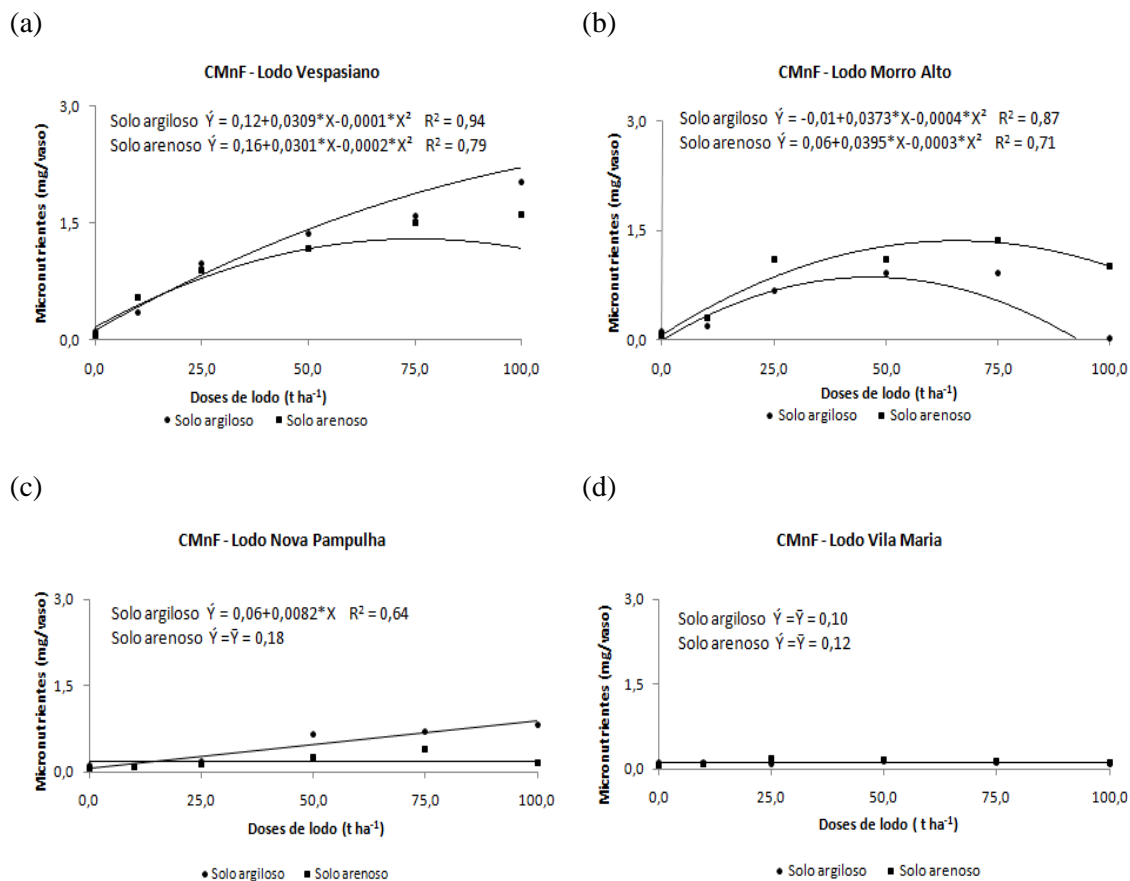 (a)
CMnF - Lodo Vespasiano
Micronutrientes (mg/vaso)
3,0
1,5
0,0
Solo argiloso Ý = 0,12+0,0309*X-0,0001*X² R² = 0,94
Solo arenoso Ý = 0,16+0,0301*X-0,0002*X² R² = 0,79
0,0 25,0 50,0 75,0 100,0
Doses de lodo (t ha⁻¹)
Solo argiloso Solo arenoso
(b)
CMnF - Lodo Morro Alto
Micronutrientes (mg/vaso)
3,0
1,5
0,0
Solo argiloso Ý = -0,01+0,0373*X-0,0004*X² R² = 0,87
Solo arenoso Ý = 0,06+0,0395*X-0,0003*X² R² = 0,71
0,0 25,0 50,0 75,0 100,0
Doses de lodo (t ha⁻¹)
Solo argiloso Solo arenoso
(c)
CMnF - Lodo Nova Pampulha
Micronutrientes (mg/vaso)
3,0
1,5
0,0
Solo argiloso Ý = 0,06+0,0082*X R² = 0,64
Solo arenoso Ý =Ȳ = 0,18
0,0 25,0 50,0 75,0 100,0
Doses de lodo (t ha⁻¹)
Solo argiloso Solo arenoso
(d)
CMnF - Lodo Vila Maria
Micronutrientes (mg/vaso)
3,0
1,5
0,0
Solo argiloso Ý =Ȳ = 0,10
Solo arenoso Ý =Ȳ = 0,12
0,0 25,0 50,0 75,0 100,0
Doses de lodo ( t ha⁻¹)
Solo argiloso Solo arenoso